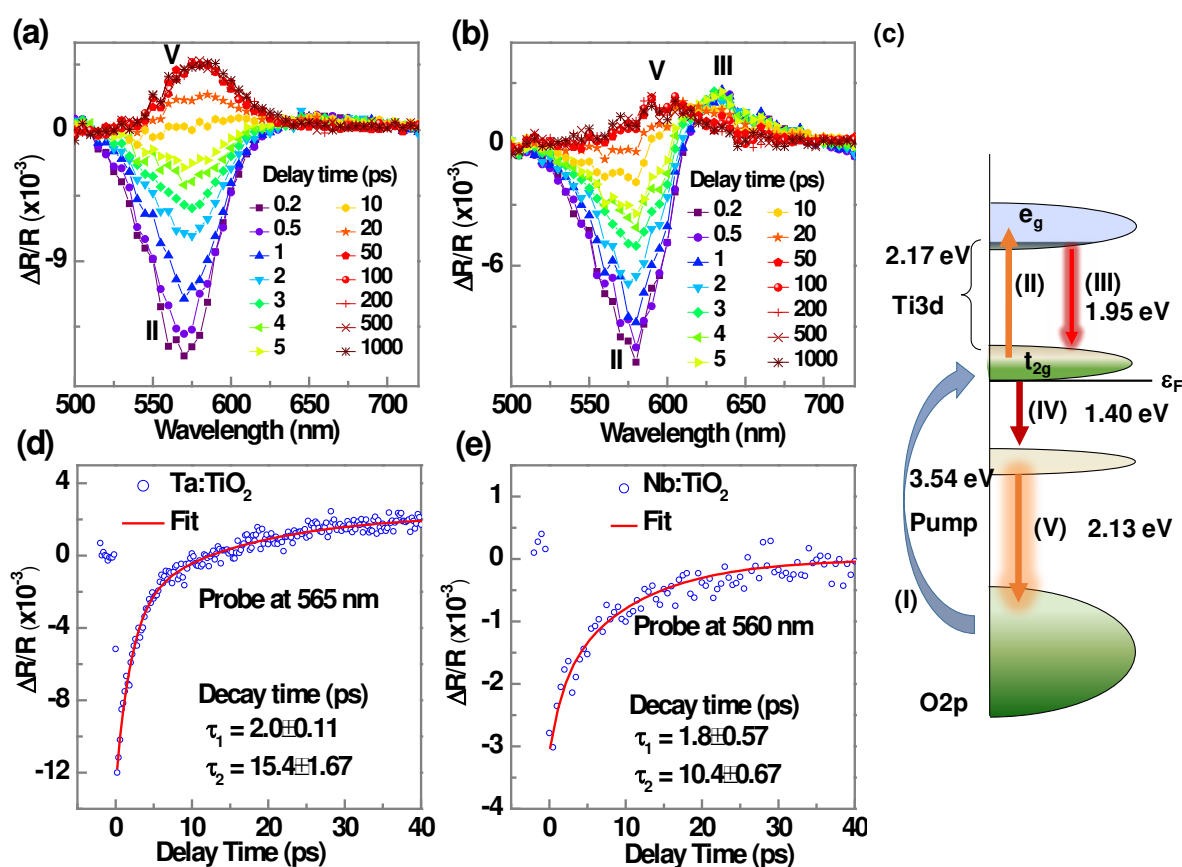 (a)
V
0
-9
ΔR/R (x10⁻³)
II
Delay time (ps)
0.2 10
0.5 20
1 50
2 100
3 200
4 500
5 1000
500 550 600 650 700
Wavelength (nm)
(b)
V III
0
-6
ΔR/R (x10⁻³)
II
Delay time (ps)
0.2 10
0.5 20
1 50
2 100
3 200
4 500
5 1000
500 550 600 650 700
Wavelength (nm)
(c)
e_g
2.17 eV
(II) (III)
Ti3d
1.95 eV
t_2g
ε_F
(IV) 1.40 eV
3.54 eV
Pump
(V) 2.13 eV
(I)
O2p
(d)
4
0
-4
-8
-12
ΔR/R (x10⁻³)
Ta:TiO₂
Fit
Probe at 565 nm
Decay time (ps)
τ₁ = 2.0±0.11
τ₂ = 15.4±1.67
0 10 20 30 40
Delay Time (ps)
(e)
1
0
-1
-2
-3
-4
ΔR/R (x10⁻³)
Nb:TiO₂
Fit
Probe at 560 nm
Decay time (ps)
τ₁ = 1.8±0.57
τ₂ = 10.4±0.67
0 10 20 30 40
Delay Time (ps)